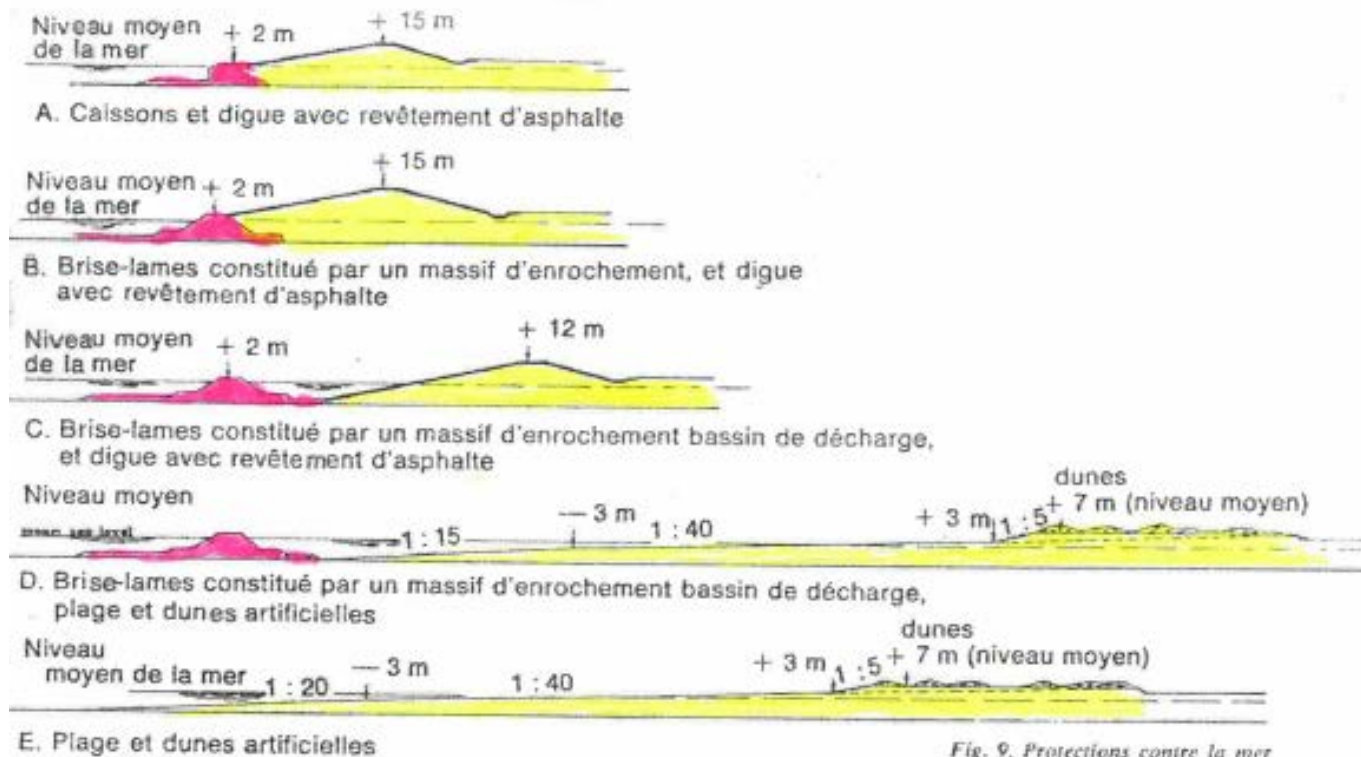 Niveau moyen
de la mer
+ 2 m
+ 15 m
A. Caissons et digue avec revêtement d'asphalte
Niveau moyen
de la mer
+ 2 m
+ 15 m
B. Brise-lames constitué par un massif d'enrochement, et digue
avec revêtement d'asphalte
Niveau moyen
de la mer
+ 2 m
+ 12 m
C. Brise-lames constitué par un massif d'enrochement bassin de décharge,
et digue avec revêtement d'asphalte
Niveau moyen
mean sea level
1 : 15
— 3 m
1 : 40
+ 3 m
1 : 5
dunes
+ 7 m (niveau moyen)
D. Brise-lames constitué par un massif d'enrochement bassin de décharge,
plage et dunes artificielles
Niveau
moyen de la mer
1 : 20
— 3 m
1 : 40
+ 3 m
1 : 5
dunes
+ 7 m (niveau moyen)
E. Plage et dunes artificielles
Fig. 9. Protections contre la mer